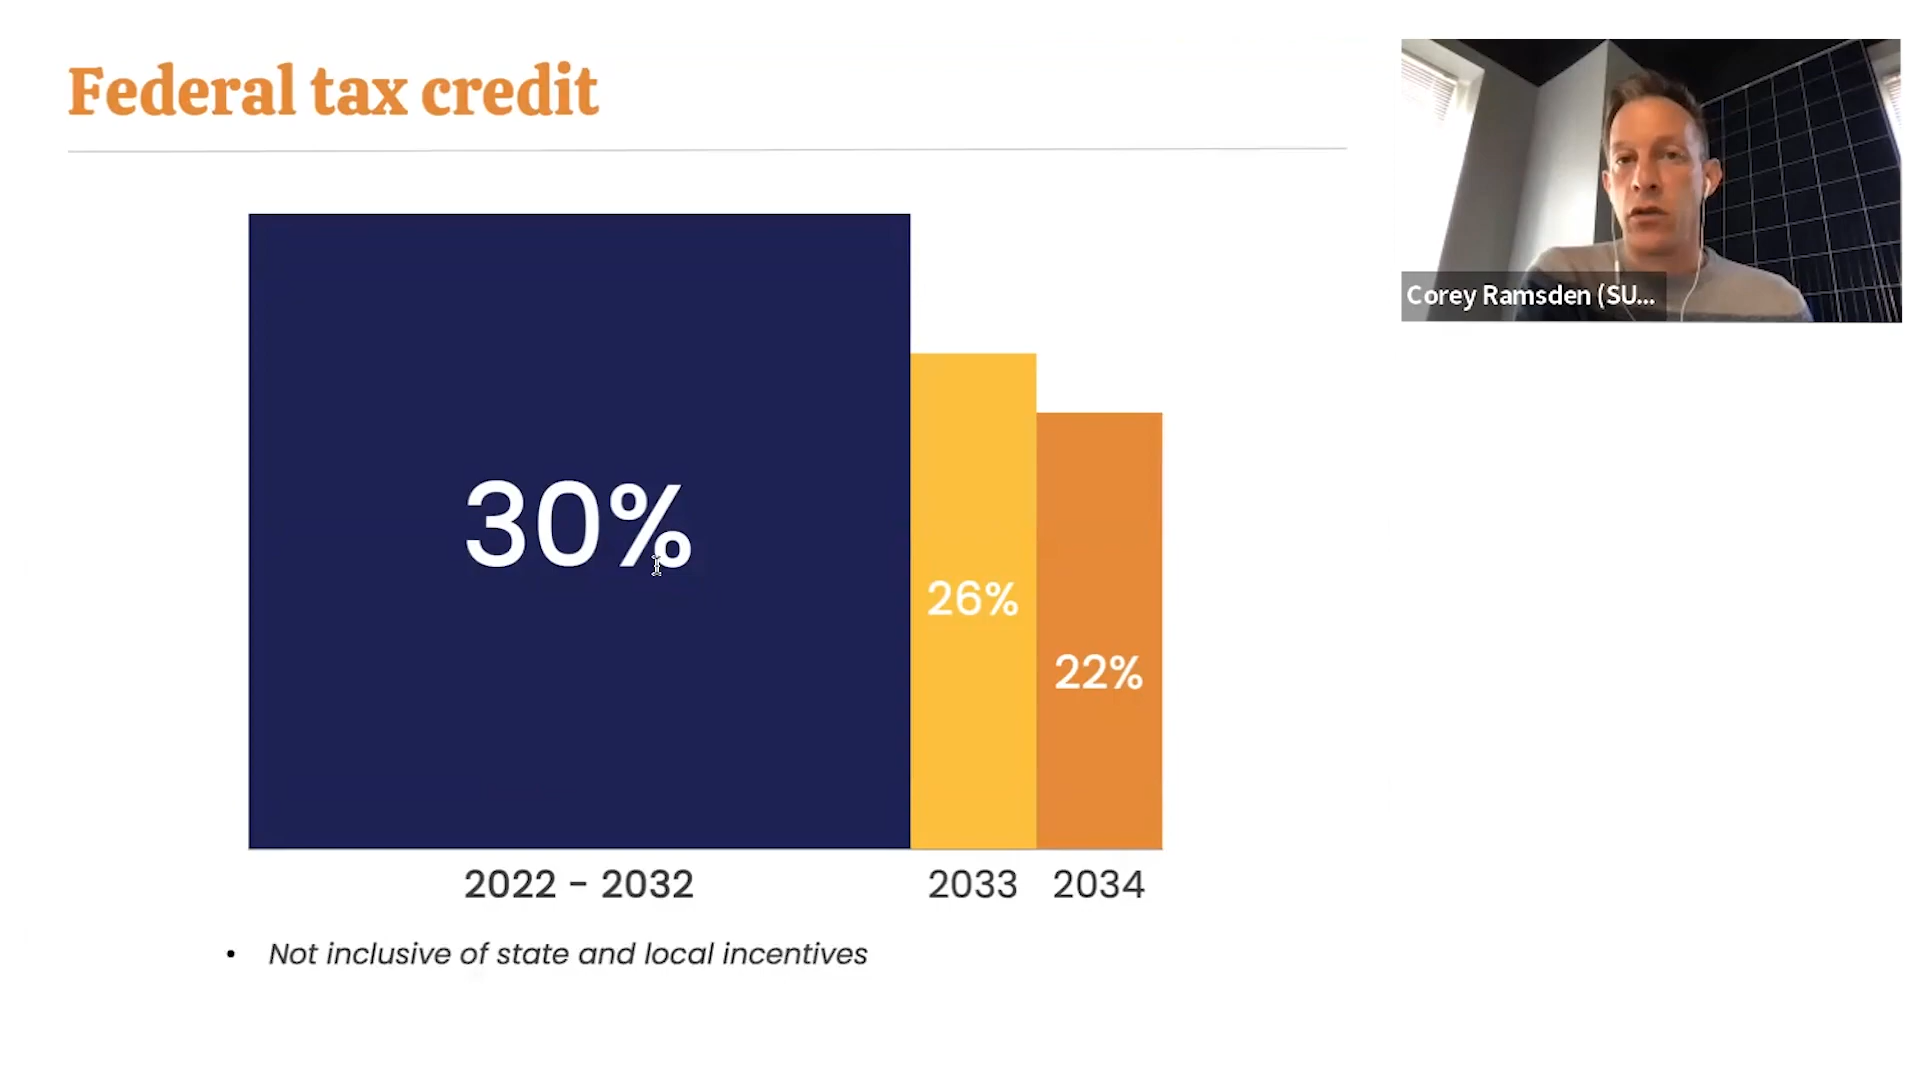 Federal tax credit
Corey Ramsden (SU...
30%
26%
22%
2022 - 2032
2033
2034
• Not inclusive of state and local incentives